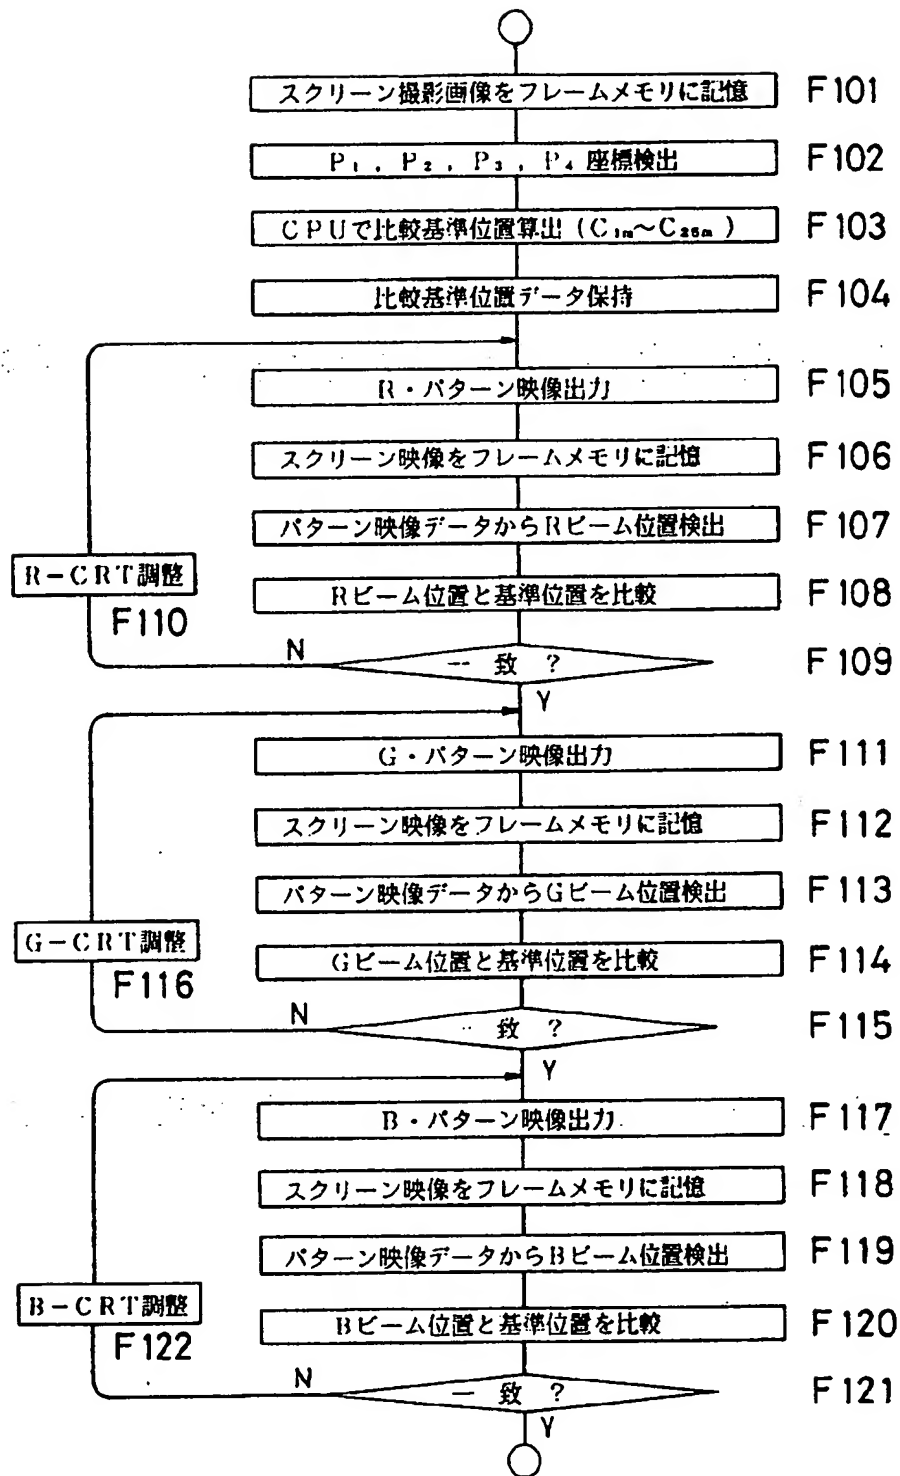 スクリーン撮影画像をフレームメモリに記憶 F101
P₁, P₂, P₃, P₄ 座標検出 F102
CPUで比較基準位置算出 (C₁ₘ~C₂₅ₘ) F103
比較基準位置データ保持 F104
R・パターン映像出力 F105
スクリーン映像をフレームメモリに記憶 F106
パターン映像データからRビーム位置検出 F107
R-CRT調整
F110
Rビーム位置と基準位置を比較 F108
N
一致? F109
Y
G・パターン映像出力 F111
スクリーン映像をフレームメモリに記憶 F112
パターン映像データからGビーム位置検出 F113
G-CRT調整
F116
Gビーム位置と基準位置を比較 F114
N
一致? F115
Y
B・パターン映像出力 F117
スクリーン映像をフレームメモリに記憶 F118
パターン映像データからBビーム位置検出 F119
B-CRT調整
F122
Bビーム位置と基準位置を比較 F120
N
一致? F121
Y